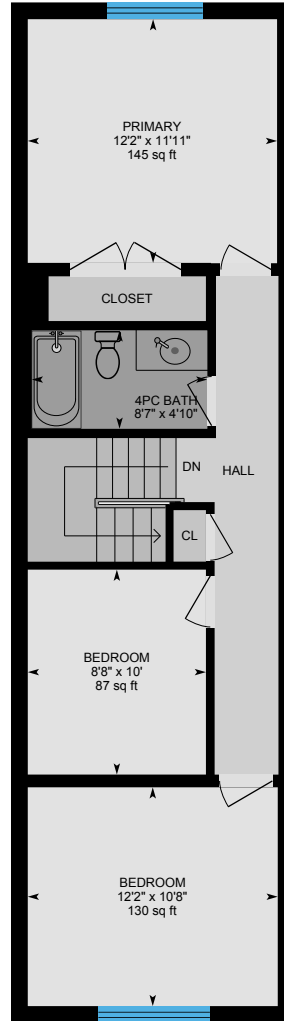 PRIMARY
12'2" x 11'11"
145 sq ft
CLOSET
4PC BATH
8'7" x 4'10"
DN
HALL
CL
BEDROOM
8'8" x 10'
87 sq ft
BEDROOM
12'2" x 10'8"
130 sq ft